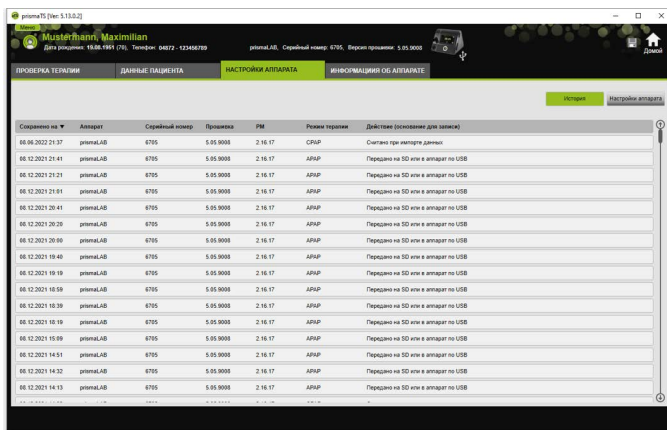 prismaTS [Ver. 5.13.0.2]
Меню
Mustermann, Maximilian
Дата рождения: 19.08.1951 (70), Телефон: 04872 - 123456789 prismaLAB, Серийный номер: 6705, Версия прошивки: 5.05.9008
Домой
ПРОВЕРКА ТЕРАПИИ ДАННЫЕ ПАЦИЕНТА НАСТРОЙКИ АППАРАТА ИНФОРМАЦИИЯ ОБ АППАРАТЕ
История Настройки аппарата
Сохранено на ▼ Аппарат Серийный номер Прошивка РМ Режим терапии Действие (основание для записи)
08.06.2022 21:37 prismaLAB 6705 5.05.9008 2.16.17 CPAP Считано при импорте данных
08.12.2021 21:41 prismaLAB 6705 5.05.9008 2.16.17 APAP Передано на SD или в аппарат по USB
08.12.2021 21:21 prismaLAB 6705 5.05.9008 2.16.17 APAP Передано на SD или в аппарат по USB
08.12.2021 21:01 prismaLAB 6705 5.05.9008 2.16.17 APAP Передано на SD или в аппарат по USB
08.12.2021 20:41 prismaLAB 6705 5.05.9008 2.16.17 APAP Передано на SD или в аппарат по USB
08.12.2021 20:20 prismaLAB 6705 5.05.9008 2.16.17 APAP Передано на SD или в аппарат по USB
08.12.2021 20:00 prismaLAB 6705 5.05.9008 2.16.17 APAP Передано на SD или в аппарат по USB
08.12.2021 19:40 prismaLAB 6705 5.05.9008 2.16.17 APAP Передано на SD или в аппарат по USB
08.12.2021 19:19 prismaLAB 6705 5.05.9008 2.16.17 APAP Передано на SD или в аппарат по USB
08.12.2021 18:59 prismaLAB 6705 5.05.9008 2.16.17 APAP Передано на SD или в аппарат по USB
08.12.2021 18:39 prismaLAB 6705 5.05.9008 2.16.17 APAP Передано на SD или в аппарат по USB
08.12.2021 18:19 prismaLAB 6705 5.05.9008 2.16.17 APAP Передано на SD или в аппарат по USB
08.12.2021 15:09 prismaLAB 6705 5.05.9008 2.16.17 APAP Передано на SD или в аппарат по USB
08.12.2021 14:51 prismaLAB 6705 5.05.9008 2.16.17 APAP Передано на SD или в аппарат по USB
08.12.2021 14:32 prismaLAB 6705 5.05.9008 2.16.17 APAP Передано на SD или в аппарат по USB
08.12.2021 14:13 prismaLAB 6705 5.05.9008 2.16.17 APAP Передано на SD или в аппарат по USB